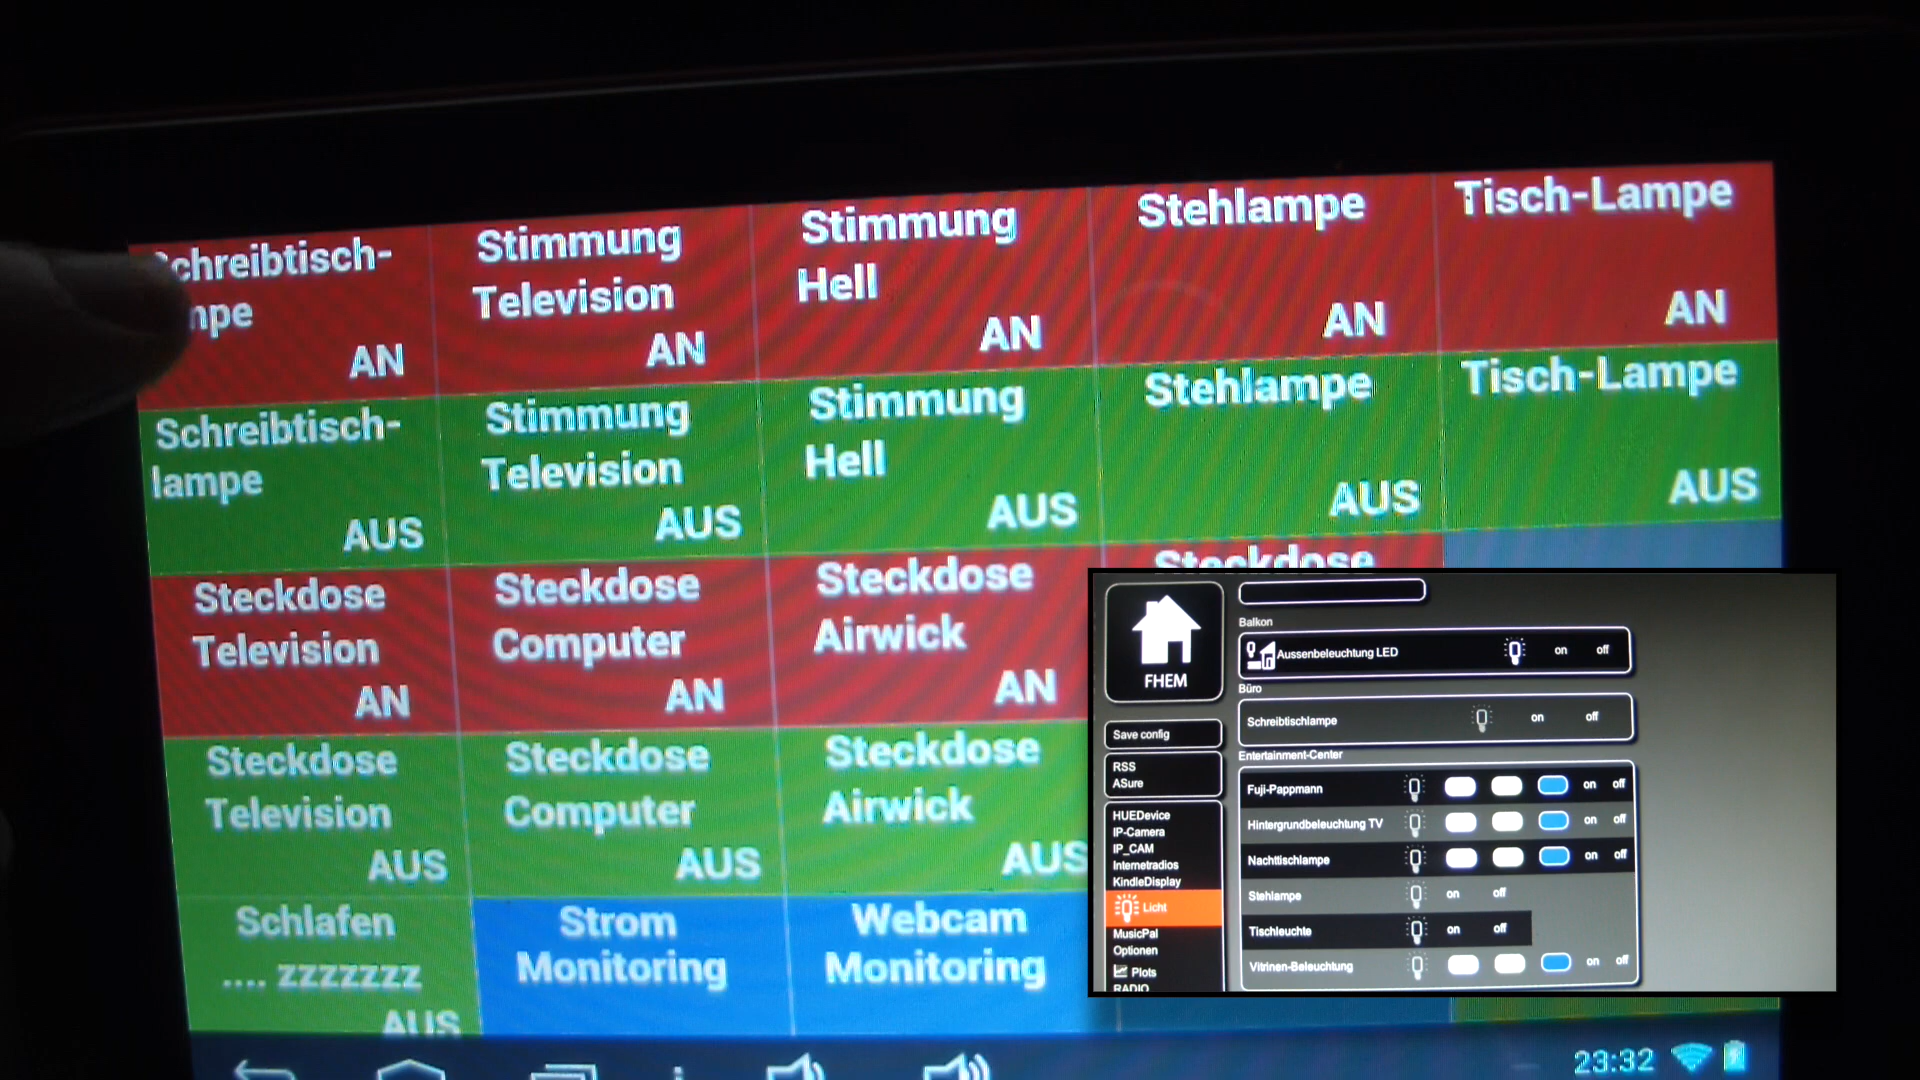 Schreibtisch-
lampe
AN
Stimmung
Television
AN
Stimmung
Hell
AN
Stehlampe
AN
Tisch-Lampe
AN
Schreibtisch-
lampe
AUS
Stimmung
Television
AUS
Stimmung
Hell
AUS
Stehlampe
AUS
Tisch-Lampe
AUS
Steckdose
Television
AN
Steckdose
Computer
AN
Steckdose
Airwick
AN
Steckdose
Steckdose
Television
AUS
Steckdose
Computer
AUS
Steckdose
Airwick
AUS
Schlafen
.... zzzzzzz
AUS
Strom
Monitoring
Webcam
Monitoring
23:32
FHEM
Save config
RSS
ASure
HUEDevice
IP-Camera
IP_CAM
Internetradios
KindleDisplay
Licht
MusicPal
Optionen
Plots
RADIO
Balkon
Aussenbeleuchtung LED on off
Büro
Schreibtischlampe on off
Entertainment-Center
Fuji-Pappmann on off
Hintergrundbeleuchtung TV on off
Nachttischlampe on off
Stehlampe on off
Tischleuchte on off
Vitrinen-Beleuchtung on off